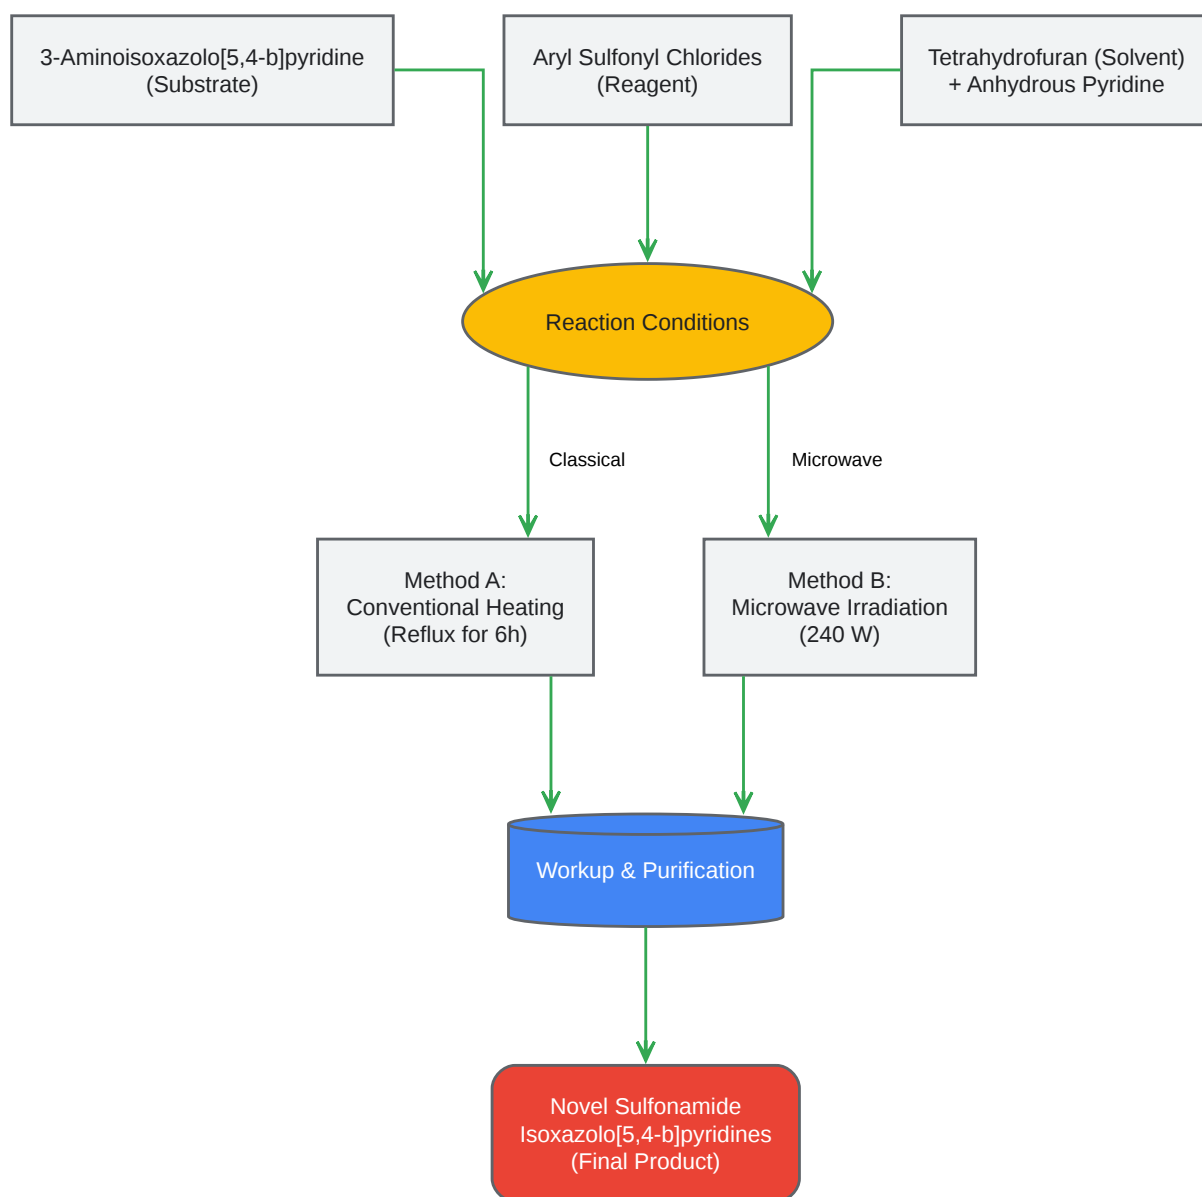 3-Aminoisoxazolo[5,4-b]pyridine
(Substrate)
Aryl Sulfonyl Chlorides
(Reagent)
Tetrahydrofuran (Solvent)
+ Anhydrous Pyridine
Reaction Conditions
Classical
Microwave
Method A:
Conventional Heating
(Reflux for 6h)
Method B:
Microwave Irradiation
(240 W)
Workup & Purification
Novel Sulfonamide
Isoxazolo[5,4-b]pyridines
(Final Product)